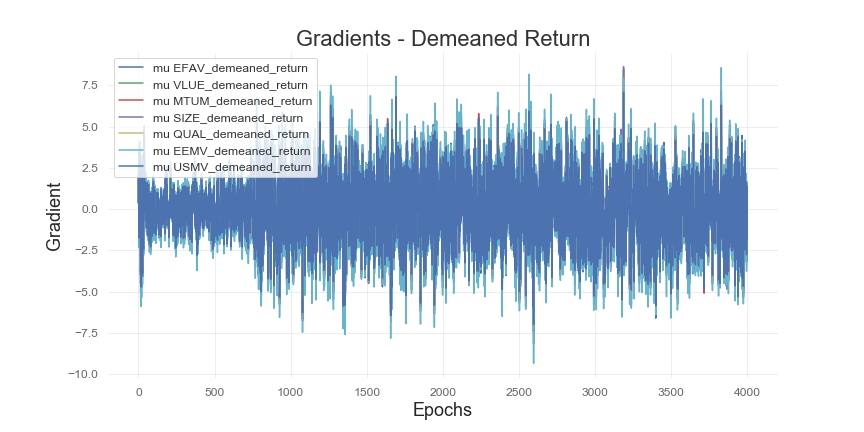 Gradients - Demeaned Return
mu EFAV_demeaned_return
mu VLUE_demeaned_return
mu MTUM_demeaned_return
mu SIZE_demeaned_return
mu QUAL_demeaned_return
mu EEMV_demeaned_return
mu USMV_demeaned_return
7.5
5.0
2.5
0.0
−2.5
−5.0
−7.5
−10.0
Gradient
0 500 1000 1500 2000 2500 3000 3500 4000
Epochs